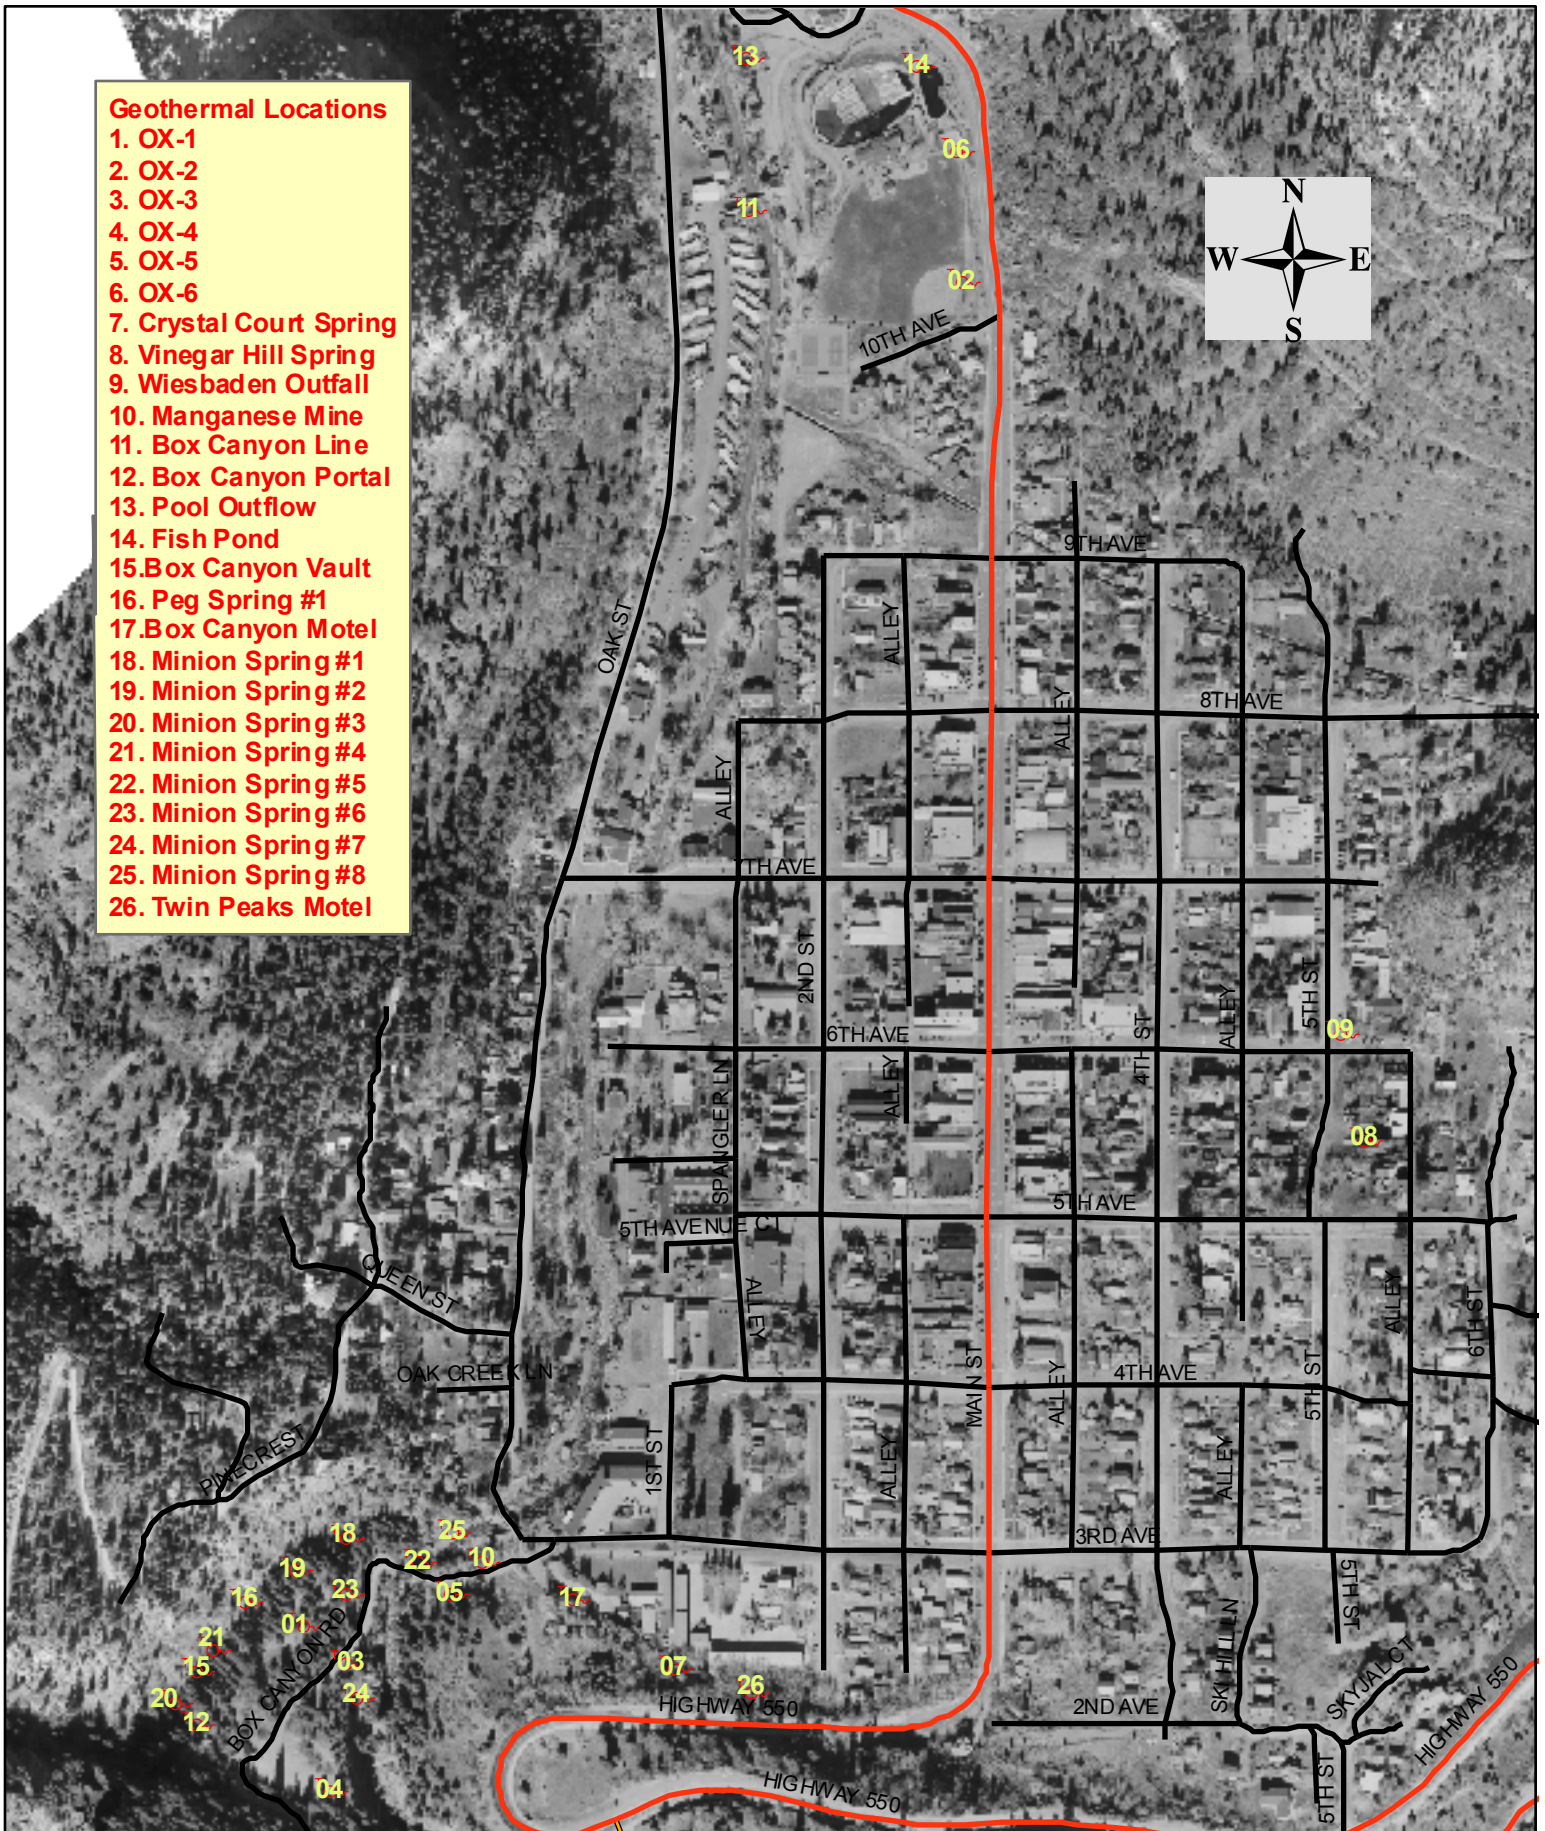 Geothermal Locations
1. OX-1
2. OX-2
3. OX-3
4. OX-4
5. OX-5
6. OX-6
7. Crystal Court Spring
8. Vinegar Hill Spring
9. Wiesbaden Outfall
10. Manganese Mine
11. Box Canyon Line
12. Box Canyon Portal
13. Pool Outflow
14. Fish Pond
15.Box Canyon Vault
16. Peg Spring #1
17.Box Canyon Motel
18. Minion Spring #1
19. Minion Spring #2
20. Minion Spring #3
21. Minion Spring #4
22. Minion Spring #5
23. Minion Spring #6
24. Minion Spring #7
25. Minion Spring #8
26. Twin Peaks Motel
13
14
06
11
02
N
W
E
S
10TH AVE
9TH AVE
OAK ST
ALLEY
8TH AVE
ALLEY
ALLEY
7TH AVE
2ND ST
5TH ST
ALLEY
09
6TH AVE
4TH ST
ALLEY
SPANGLER LN
08
5TH AVE
5TH AVENUE CT
QUEEN ST
ALLEY
ALLEY
6TH ST
OAK CREEK LN
MAIN ST
ALLEY
4TH AVE
5TH ST
PINECREST
1ST ST
ALLEY
ALLEY
18
25
3RD AVE
22
10
19
23
05
17
16
5TH ST
01
21
SKI HILL LN
15
03
07
SKYJAL CT
20
24
26
12
BOX CANYON RD
HIGHWAY 550
2ND AVE
HIGHWAY 550
04
HIGHWAY 550
5TH ST